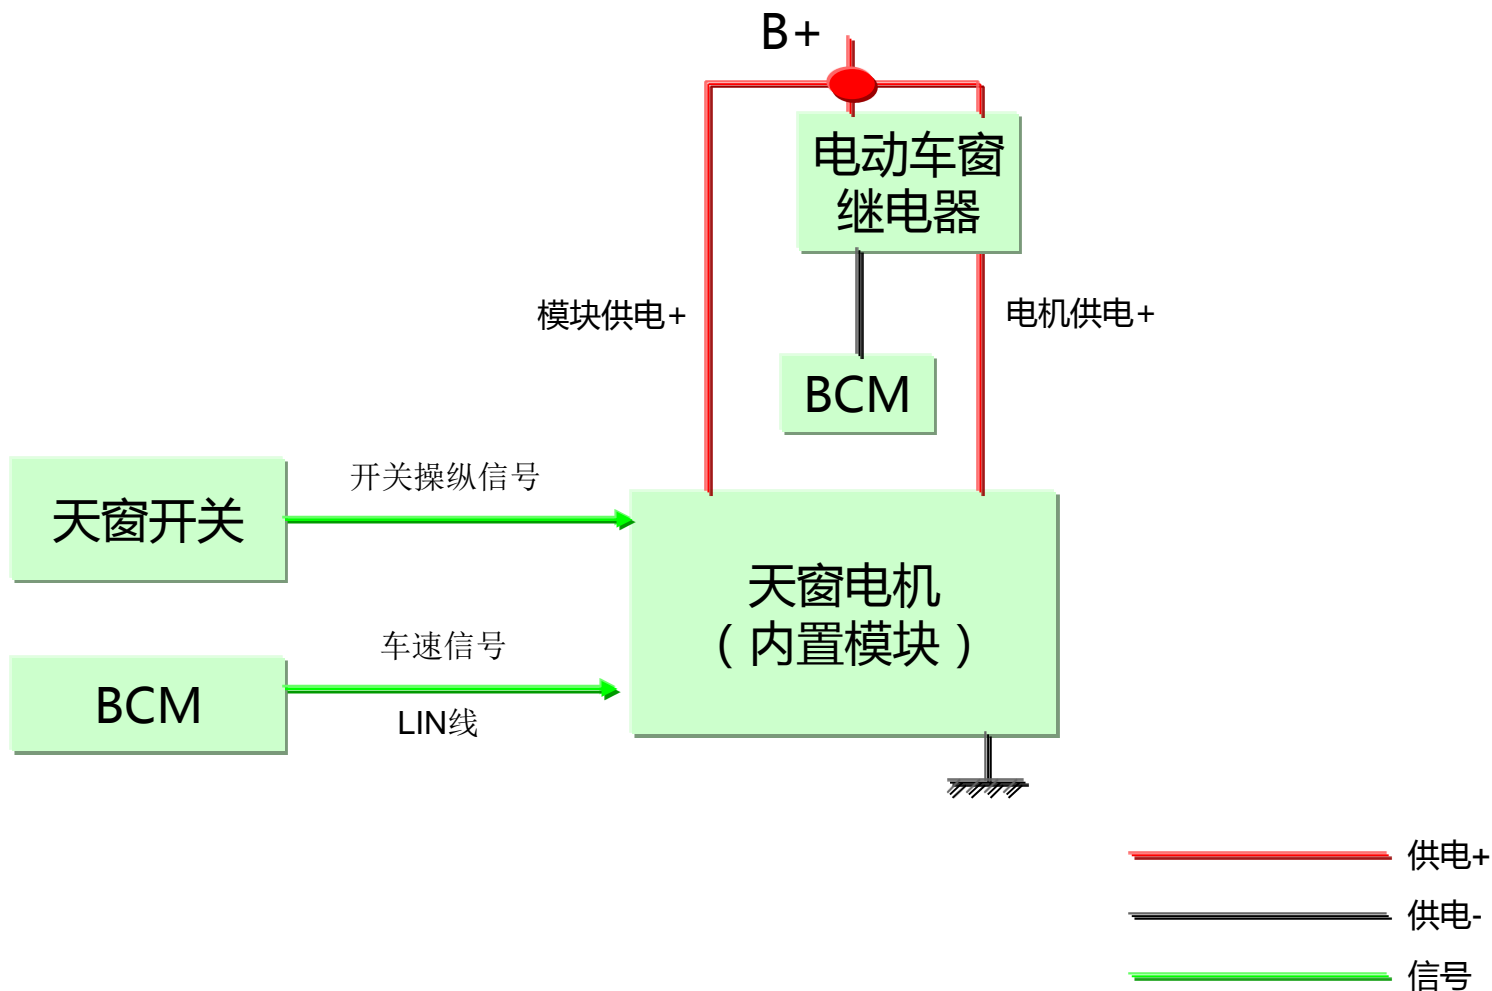 B+
电动车窗
继电器
模块供电+
电机供电+
BCM
开关操纵信号
天窗开关
天窗电机
（内置模块）
车速信号
BCM
LIN线
供电+
供电-
信号